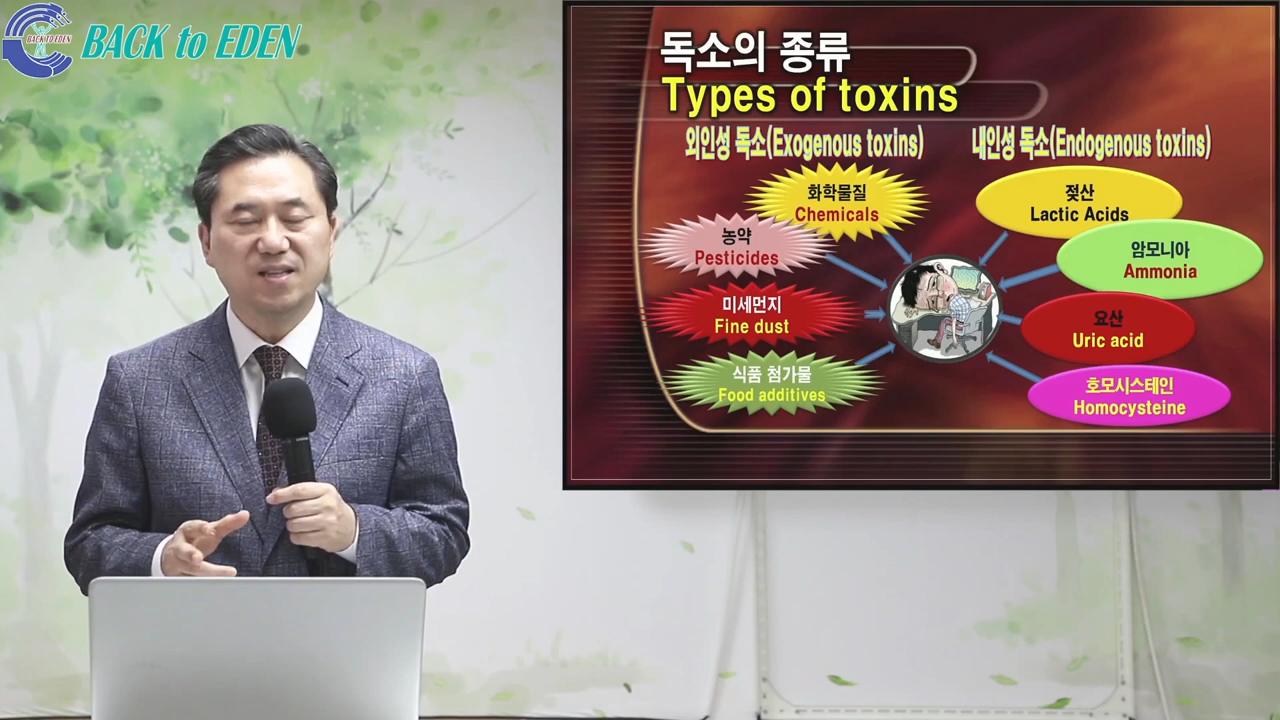 BACK TO EDEN
BACK to EDEN
독소의 종류
Types of toxins
외인성 독소(Exogenous toxIns)
내인성 독소(Endogenous toxins)
화학물질
Chemicals
농약
Pesticides
미세먼지
Fine dust
식품 첨가물
Food additives
젖산
Lactic Acids
암모니아
Ammonia
요산
Uric acid
호모시스테인
Homocysteine